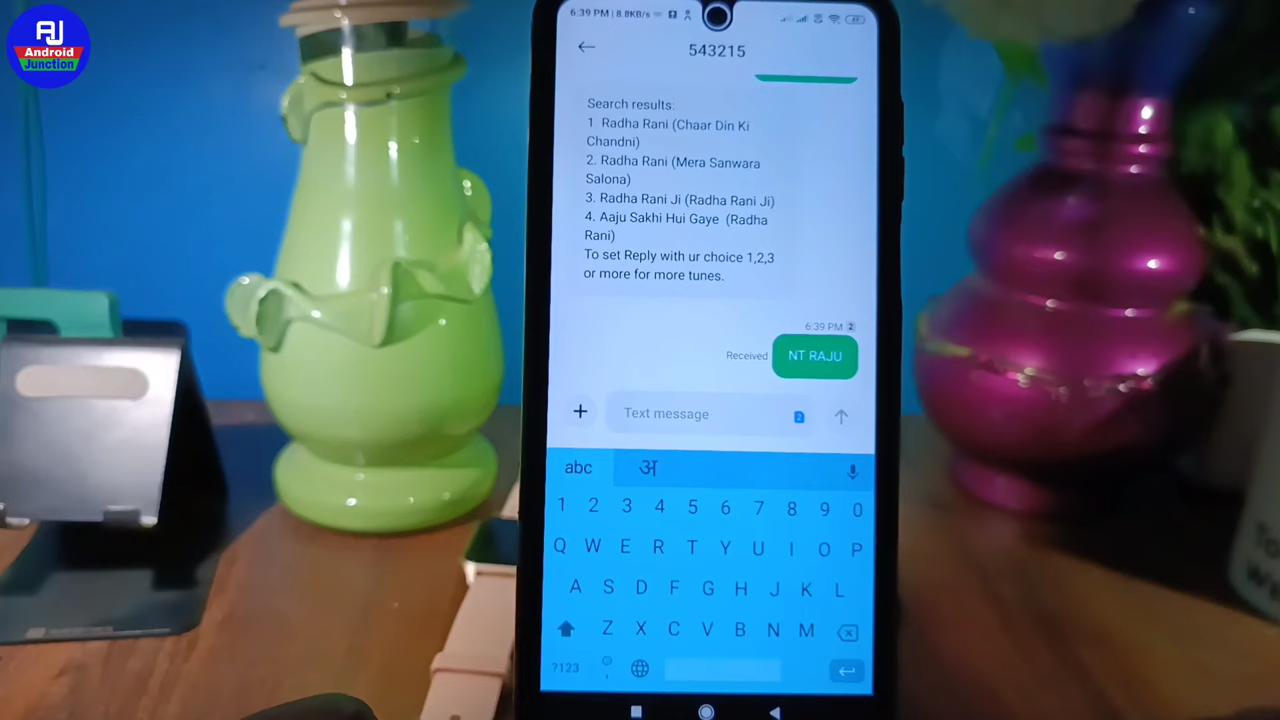 AJ
Android
Junction
6:39 PM | 8.8KB/s
543215
Search results:
1 Radha Rani (Chaar Din Ki
Chandni)
2. Radha Rani (Mera Sanwara
Salona)
3. Radha Rani Ji (Radha Rani Ji)
4. Aaju Sakhi Hui Gaye (Radha
Rani)
To set Reply with ur choice 1,2,3
or more for more tunes.
6:39 PM 2
Received NT RAJU
+ Text message 2
abc अ
1 2 3 4 5 6 7 8 9 0
Q W E R T Y U I O P
A S D F G H J K L
Z X C V B N M
?123 ,